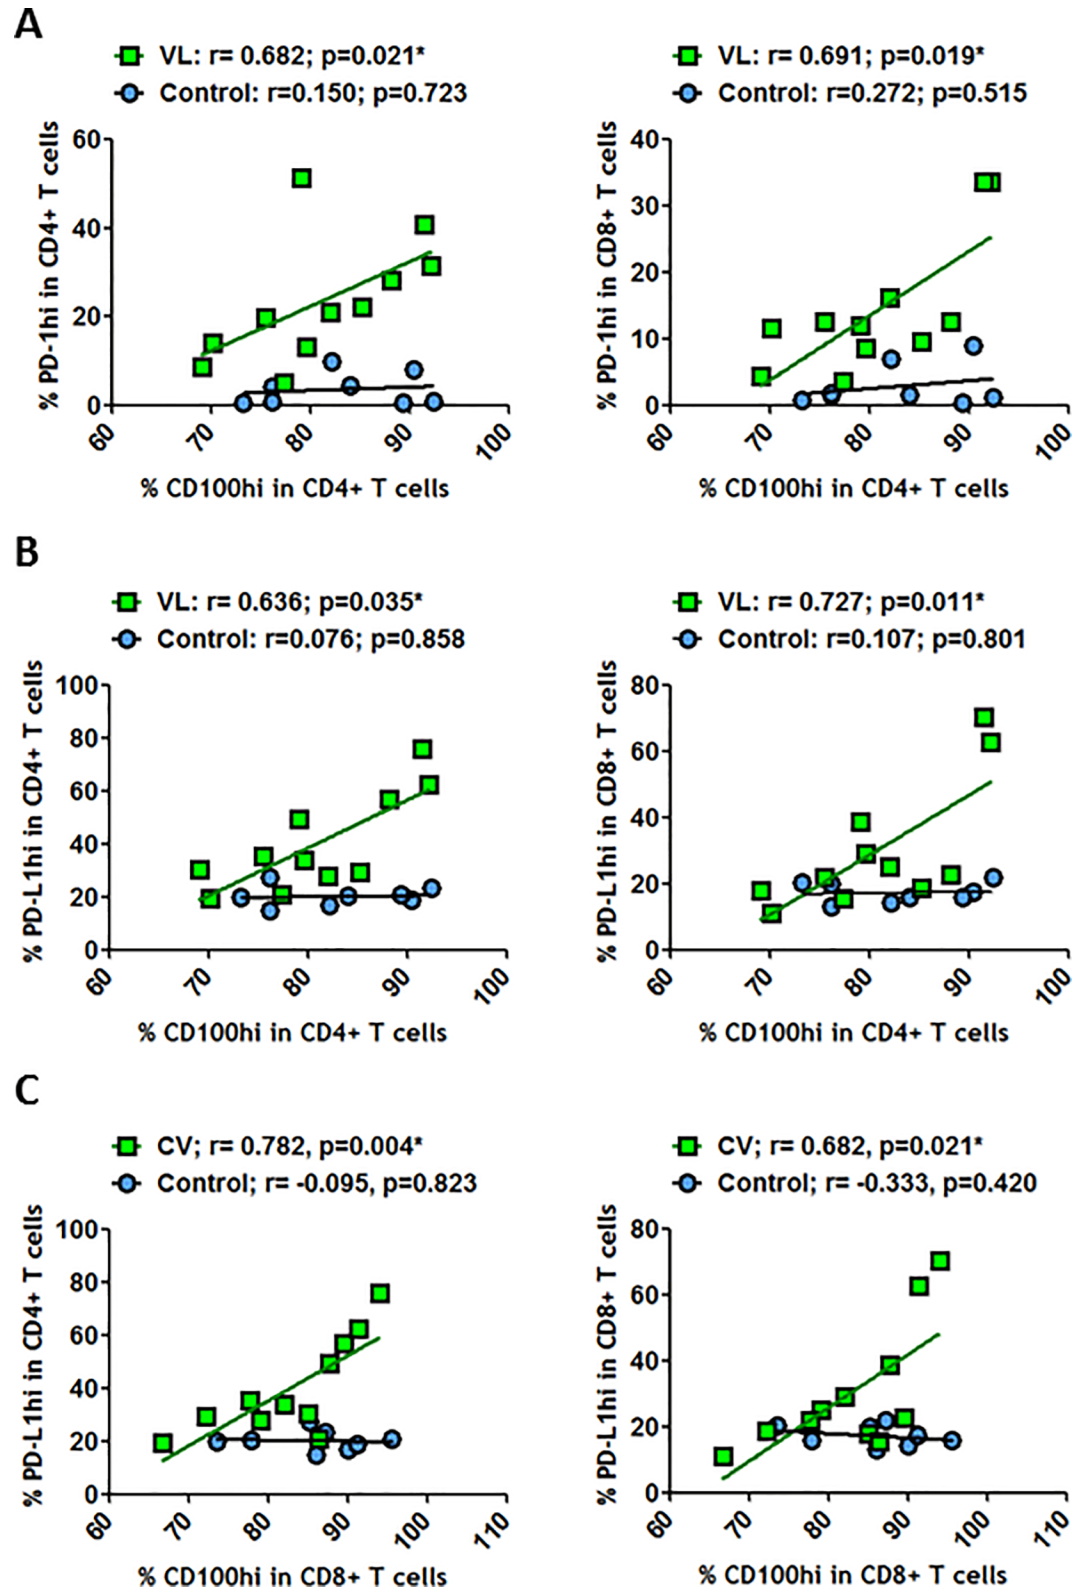 A
VL: r= 0.682; p=0.021*
Control: r=0.150; p=0.723
% PD-1hi in CD4+ T cells
60
40
20
0
60 70 80 90 100
% CD100hi in CD4+ T cells
VL: r= 0.691; p=0.019*
Control: r=0.272; p=0.515
% PD-1hi in CD8+ T cells
40
30
20
10
0
60 70 80 90 100
% CD100hi in CD4+ T cells
B
VL: r= 0.636; p=0.035*
Control: r=0.076; p=0.858
% PD-L1hi in CD4+ T cells
100
80
60
40
20
0
60 70 80 90 100
% CD100hi in CD4+ T cells
VL: r= 0.727; p=0.011*
Control: r=0.107; p=0.801
% PD-L1hi in CD8+ T cells
80
60
40
20
0
60 70 80 90 100
% CD100hi in CD4+ T cells
C
CV; r= 0.782, p=0.004*
Control; r= -0.095, p=0.823
% PD-L1hi in CD4+ T cells
100
80
60
40
20
0
60 70 80 90 100 110
% CD100hi in CD8+ T cells
CV; r= 0.682, p=0.021*
Control; r= -0.333, p=0.420
% PD-L1hi in CD8+ T cells
80
60
40
20
0
60 70 80 90 100 110
% CD100hi in CD8+ T cells